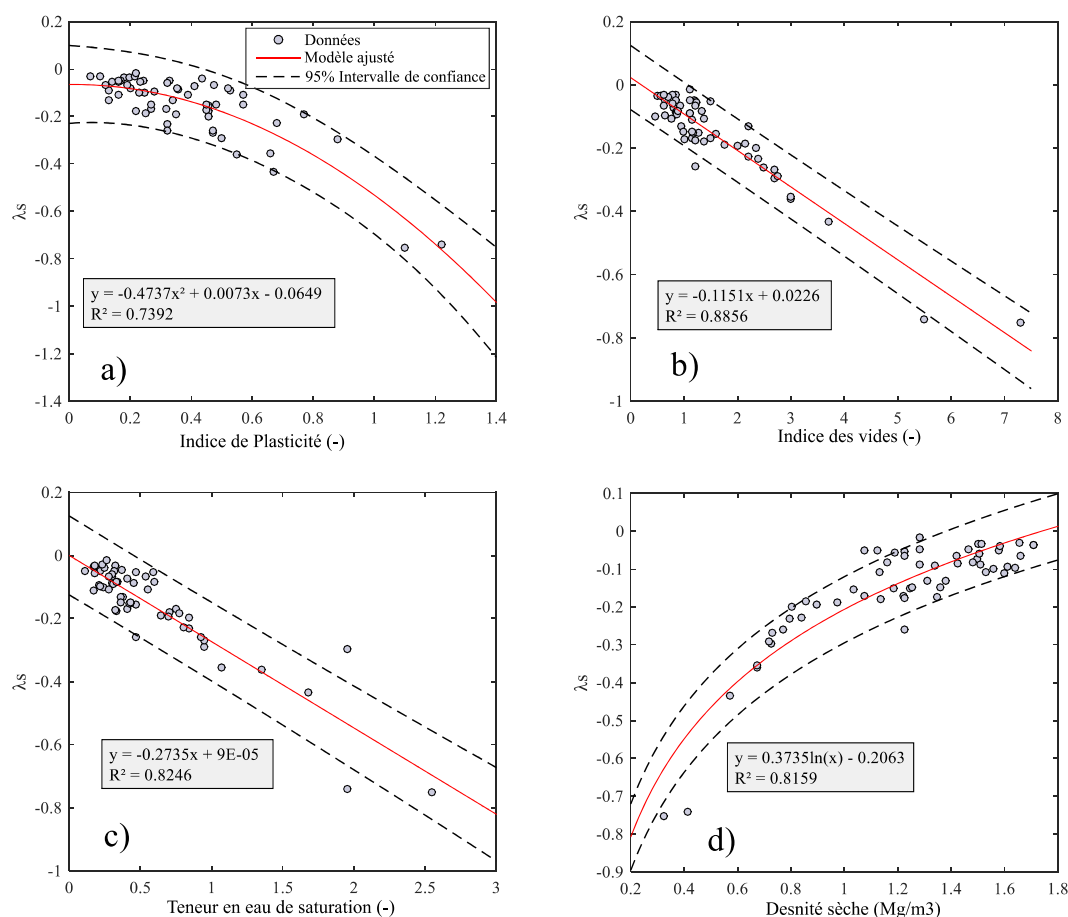 a)
Données
Modèle ajusté
95% Intervalle de confiance
y = -0.4737x² + 0.0073x - 0.0649
R² = 0.7392
λs
0.2
0
-0.2
-0.4
-0.6
-0.8
-1
-1.2
-1.4
0 0.2 0.4 0.6 0.8 1 1.2 1.4
Indice de Plasticité (-)
b)
y = -0.1151x + 0.0226
R² = 0.8856
λs
0.2
0
-0.2
-0.4
-0.6
-0.8
-1
0 1 2 3 4 5 6 7 8
Indice des vides (-)
c)
y = -0.2735x + 9E-05
R² = 0.8246
λs
0.2
0
-0.2
-0.4
-0.6
-0.8
-1
0 0.5 1 1.5 2 2.5 3
Teneur en eau de saturation (-)
d)
y = 0.3735ln(x) - 0.2063
R² = 0.8159
λs
0.1
0
-0.1
-0.2
-0.3
-0.4
-0.5
-0.6
-0.7
-0.8
-0.9
0.2 0.4 0.6 0.8 1 1.2 1.4 1.6 1.8
Desnité sèche (Mg/m3)